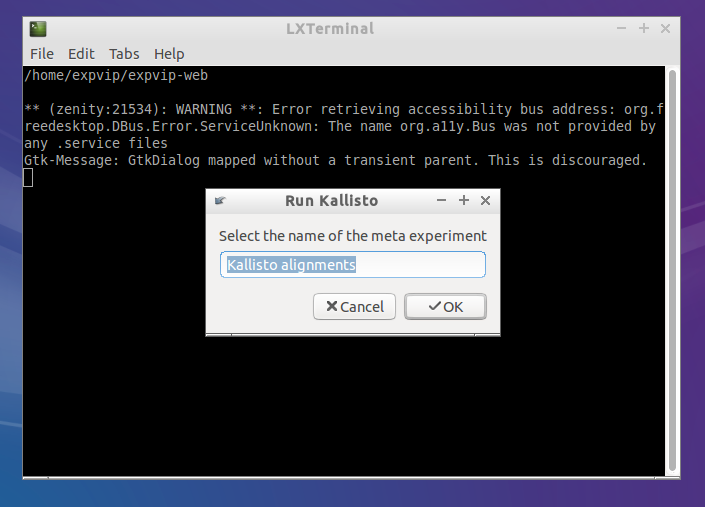 LXTerminal
File Edit Tabs Help
/home/expvip/expvip-web
** (zenity:21534): WARNING **: Error retrieving accessibility bus address: org.f
reedesktop.DBus.Error.ServiceUnknown: The name org.a11y.Bus was not provided by
any .service files
Gtk-Message: GtkDialog mapped without a transient parent. This is discouraged.
Run Kallisto
Select the name of the meta experiment
Kallisto alignments
Cancel OK